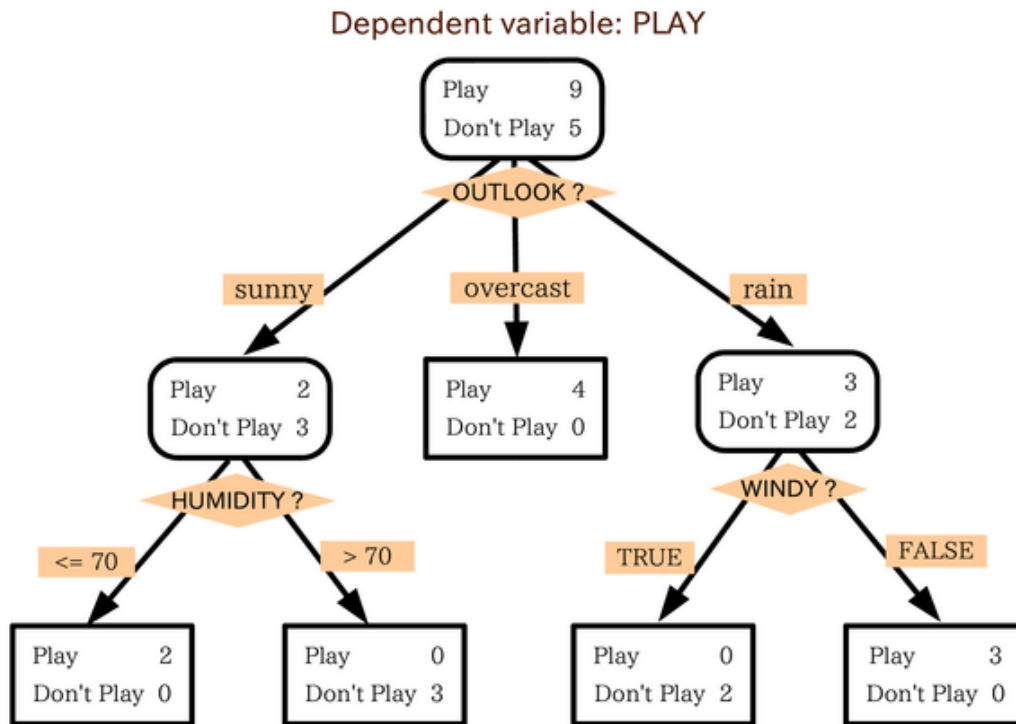 Dependent variable: PLAY
Play 9
Don't Play 5
OUTLOOK ?
sunny
overcast
rain
Play 2
Don't Play 3
Play 4
Don't Play 0
Play 3
Don't Play 2
HUMIDITY ?
WINDY ?
<= 70
> 70
TRUE
FALSE
Play 2
Don't Play 0
Play 0
Don't Play 3
Play 0
Don't Play 2
Play 3
Don't Play 0